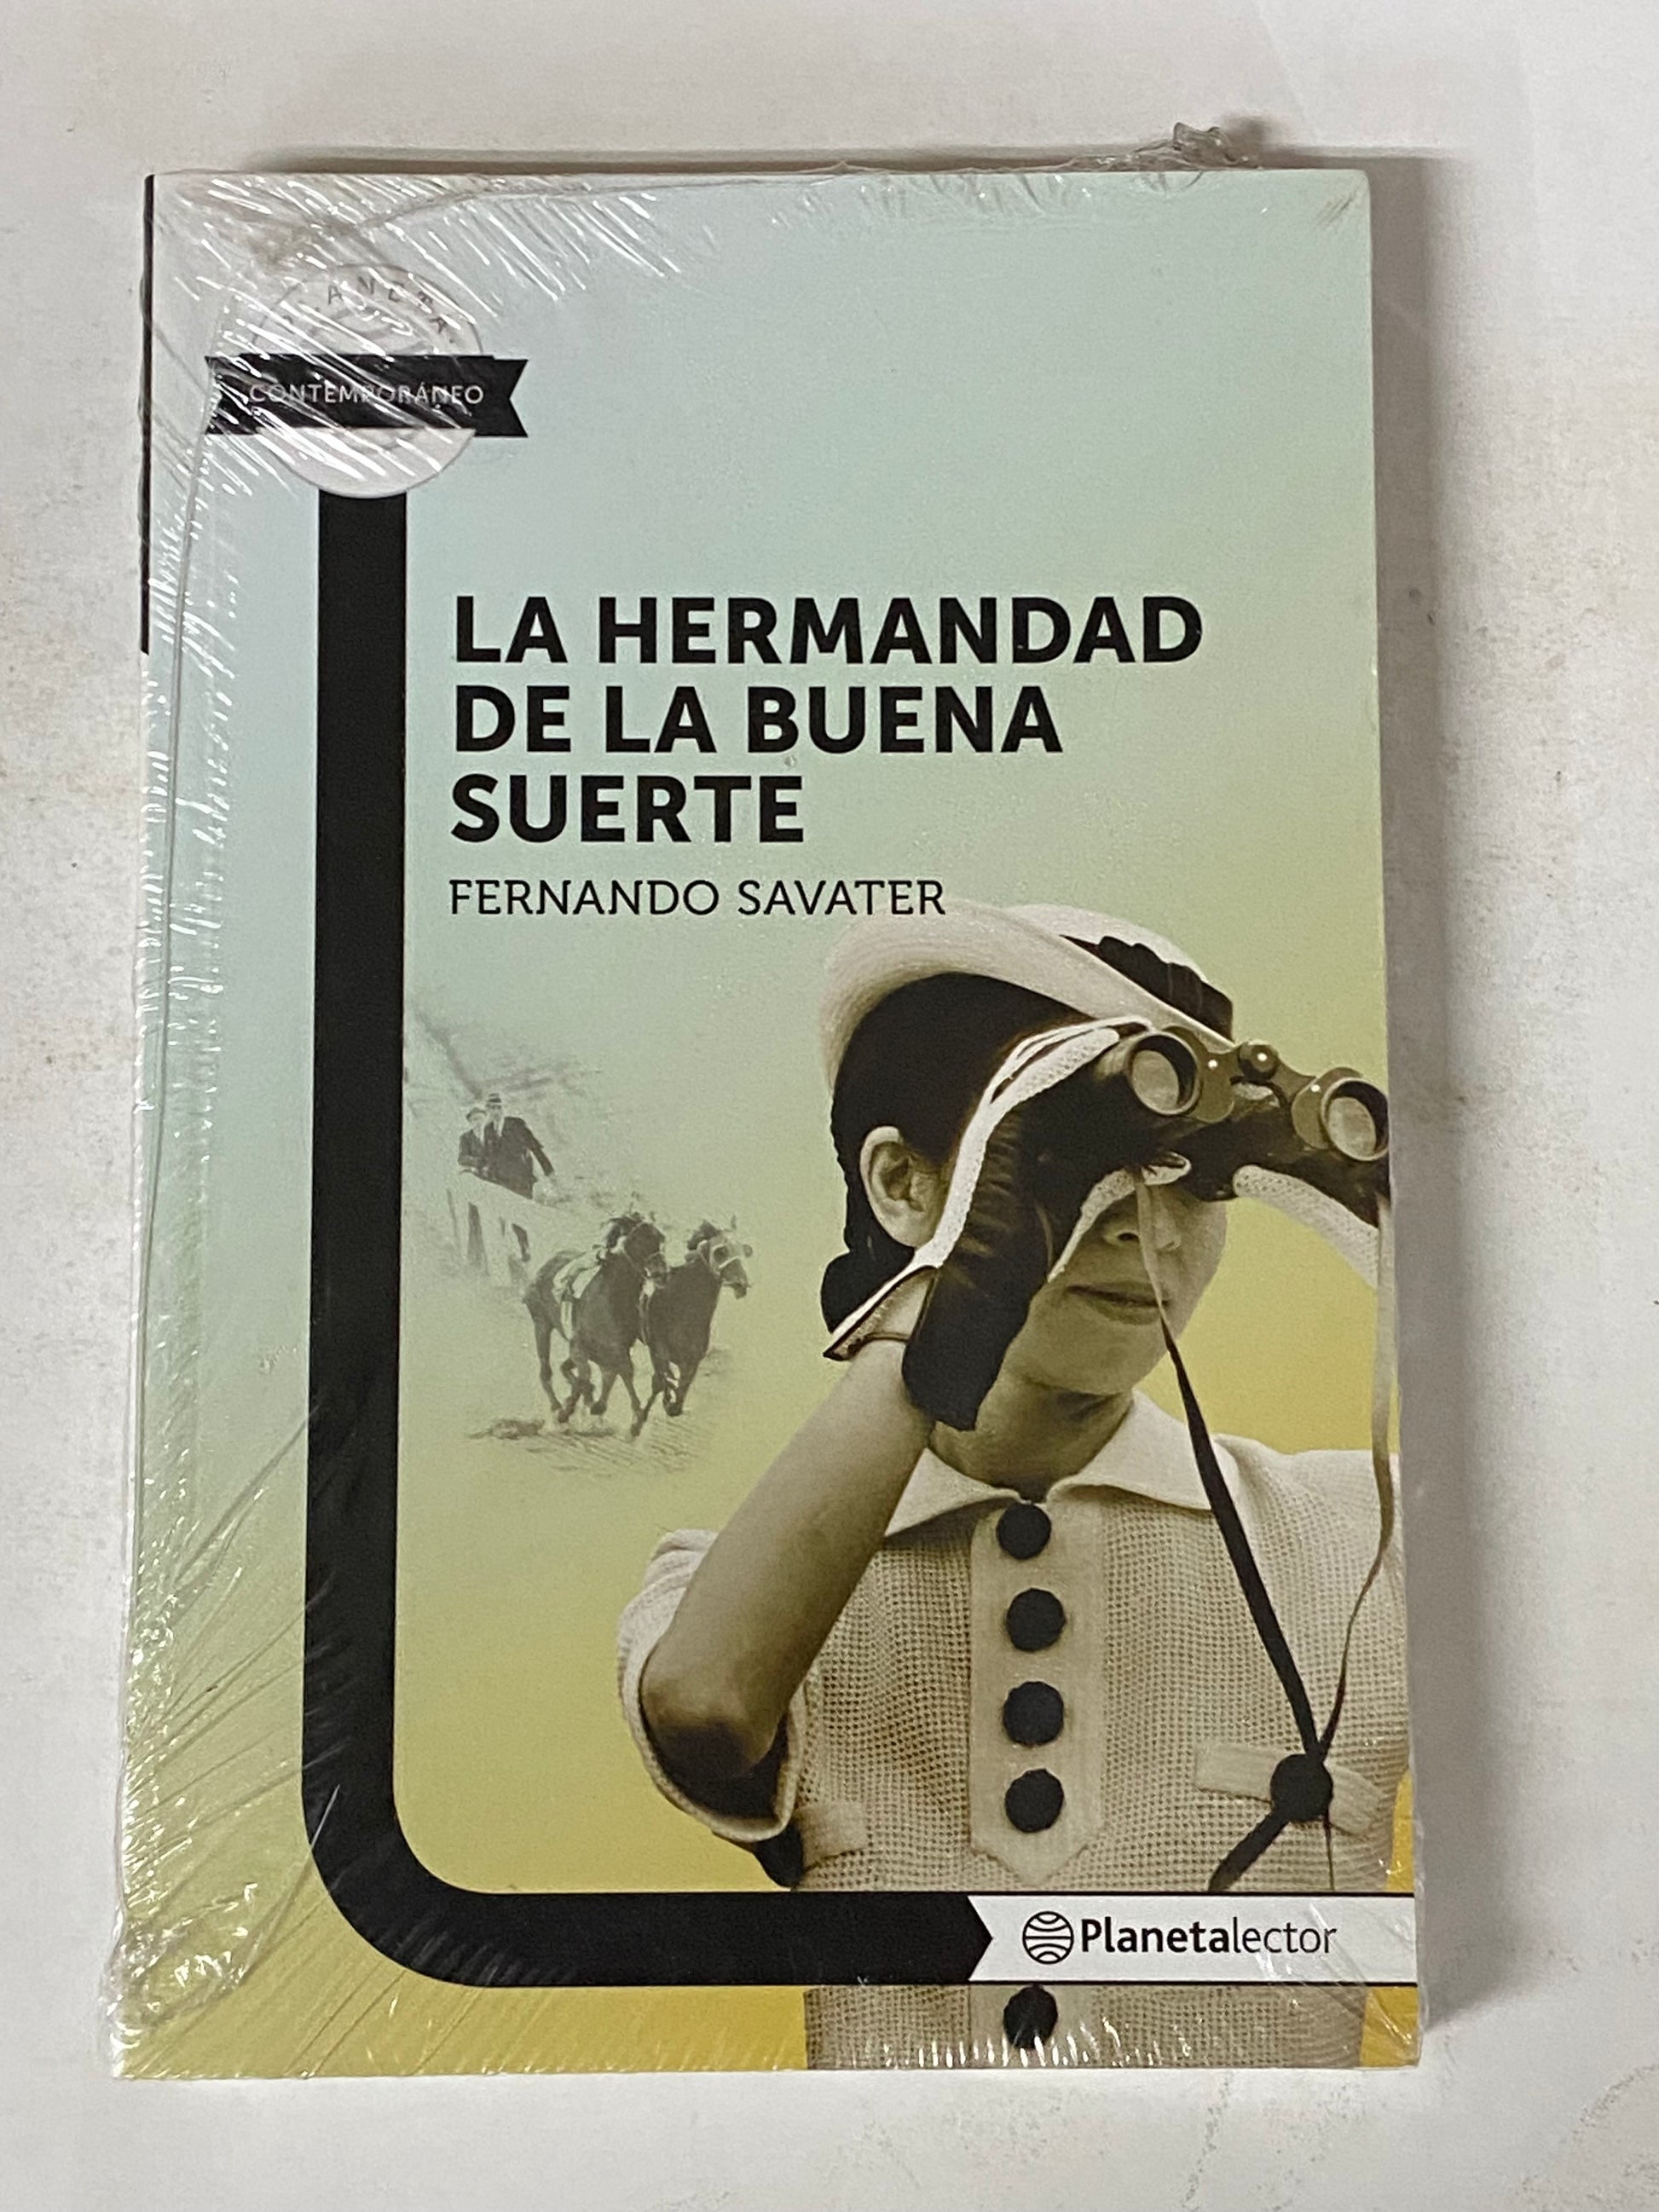 CONTEMPORÁNEO
LA HERMANDAD
DE LA BUENA
SUERTE
FERNANDO SAVATER
Planetalector